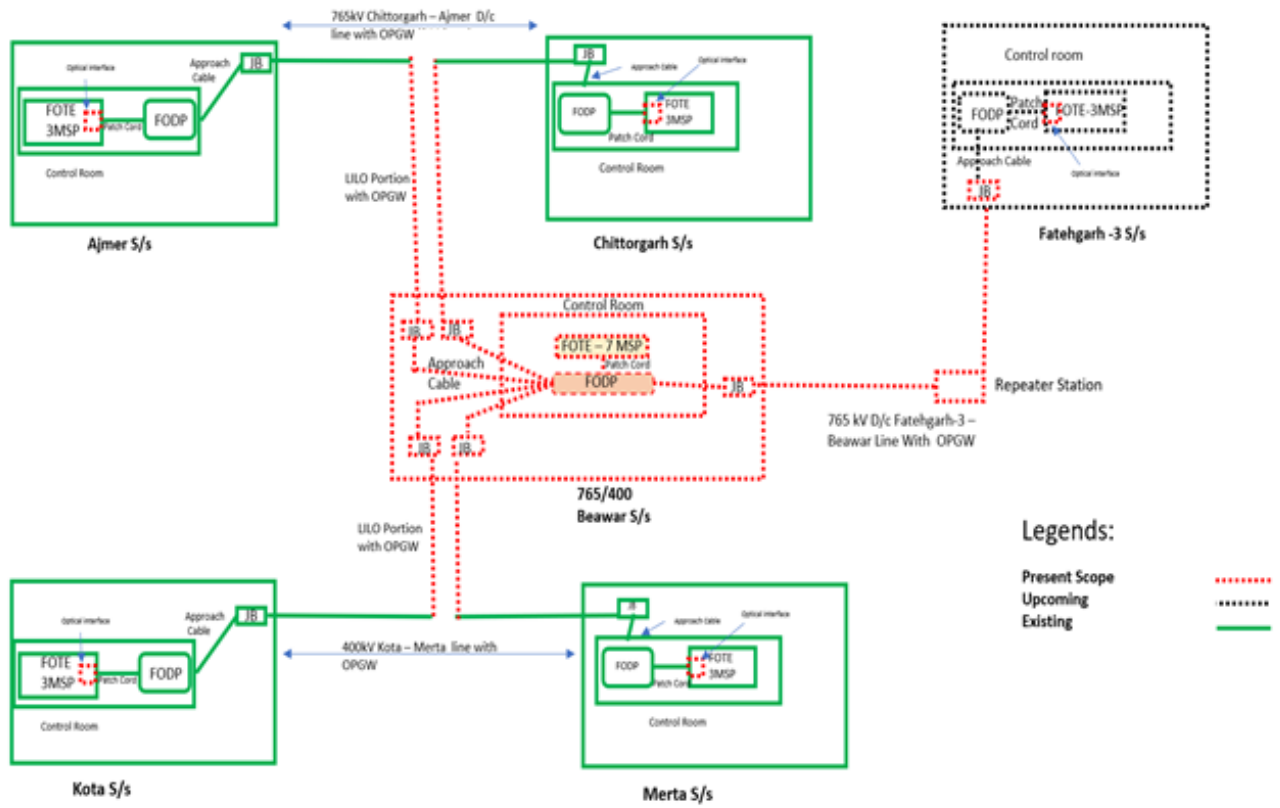 765kV Chittorgarh – Ajmer D/c
line with OPGW
Optical interface
Approach
Cable
JB
FOTE
3MSP
Patch Cord
FODP
Control Room
Ajmer S/s
JB
Approach Cable
Optical interface
FODP
FOTE
3MSP
Patch Cord
Control Room
Chittorgarh S/s
Control room
FODP
Patch
Cord
FOTE-3MSP
Approach Cable
Optical interface
JB
Fatehgarh -3 S/s
LILO Portion
with OPGW
Control Room
JB
JB
FOTE – 7 MSP
Patch Cord
FODP
Approach
Cable
JB
JB
JB
765/400
Beawar S/s
Repeater Station
765 kV D/c Fatehgarh-3 –
Beawar Line With OPGW
LILO Portion
with OPGW
Optical interface
Approach
Cable
JB
FOTE
3MSP
Patch Cord
FODP
Control Room
Kota S/s
400kV Kota – Merta line with
OPGW
JB
Approach Cable
Optical interface
FODP
FOTE
3MSP
Patch Cord
Control Room
Merta S/s
Legends:
Present Scope
Upcoming
Existing